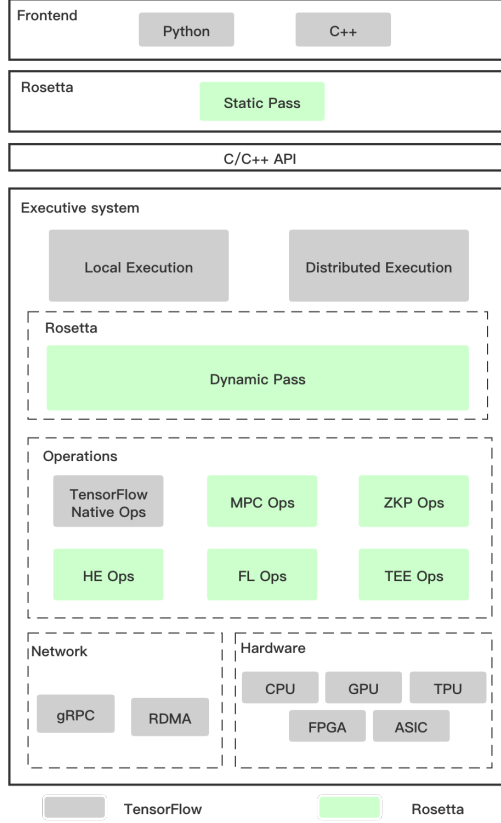 Frontend
Python
C++
Rosetta
Static Pass
C/C++ API
Executive system
Local Execution
Distributed Execution
Rosetta
Dynamic Pass
Operations
TensorFlow
Native Ops
MPC Ops
ZKP Ops
HE Ops
FL Ops
TEE Ops
Network
gRPC
RDMA
Hardware
CPU
GPU
TPU
FPGA
ASIC
TensorFlow
Rosetta